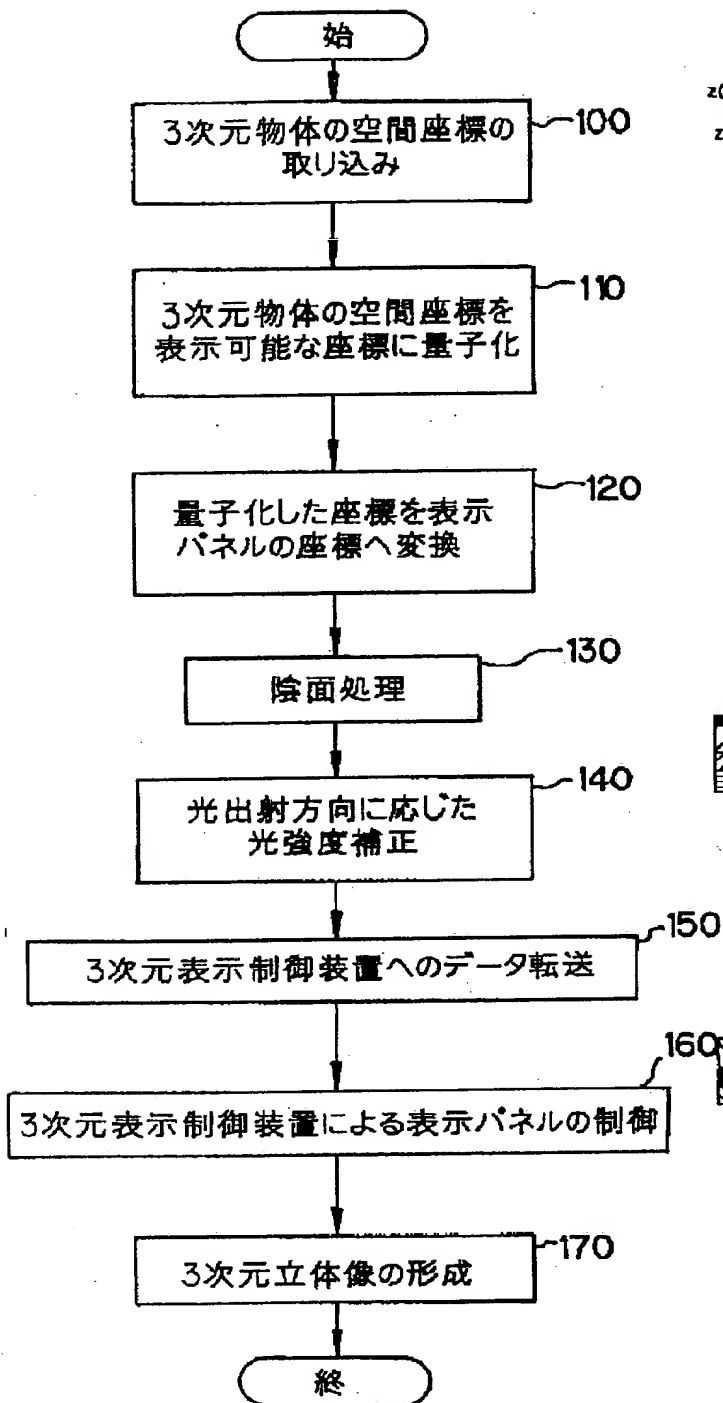 始
3次元物体の空間座標の
取り込み
100
3次元物体の空間座標を
表示可能な座標に量子化
110
量子化した座標を表示
パネルの座標へ変換
120
陰面処理
130
光出射方向に応じた
光強度補正
140
3次元表示制御装置へのデータ転送
150
3次元表示制御装置による表示パネルの制御
160
3次元立体像の形成
170
終